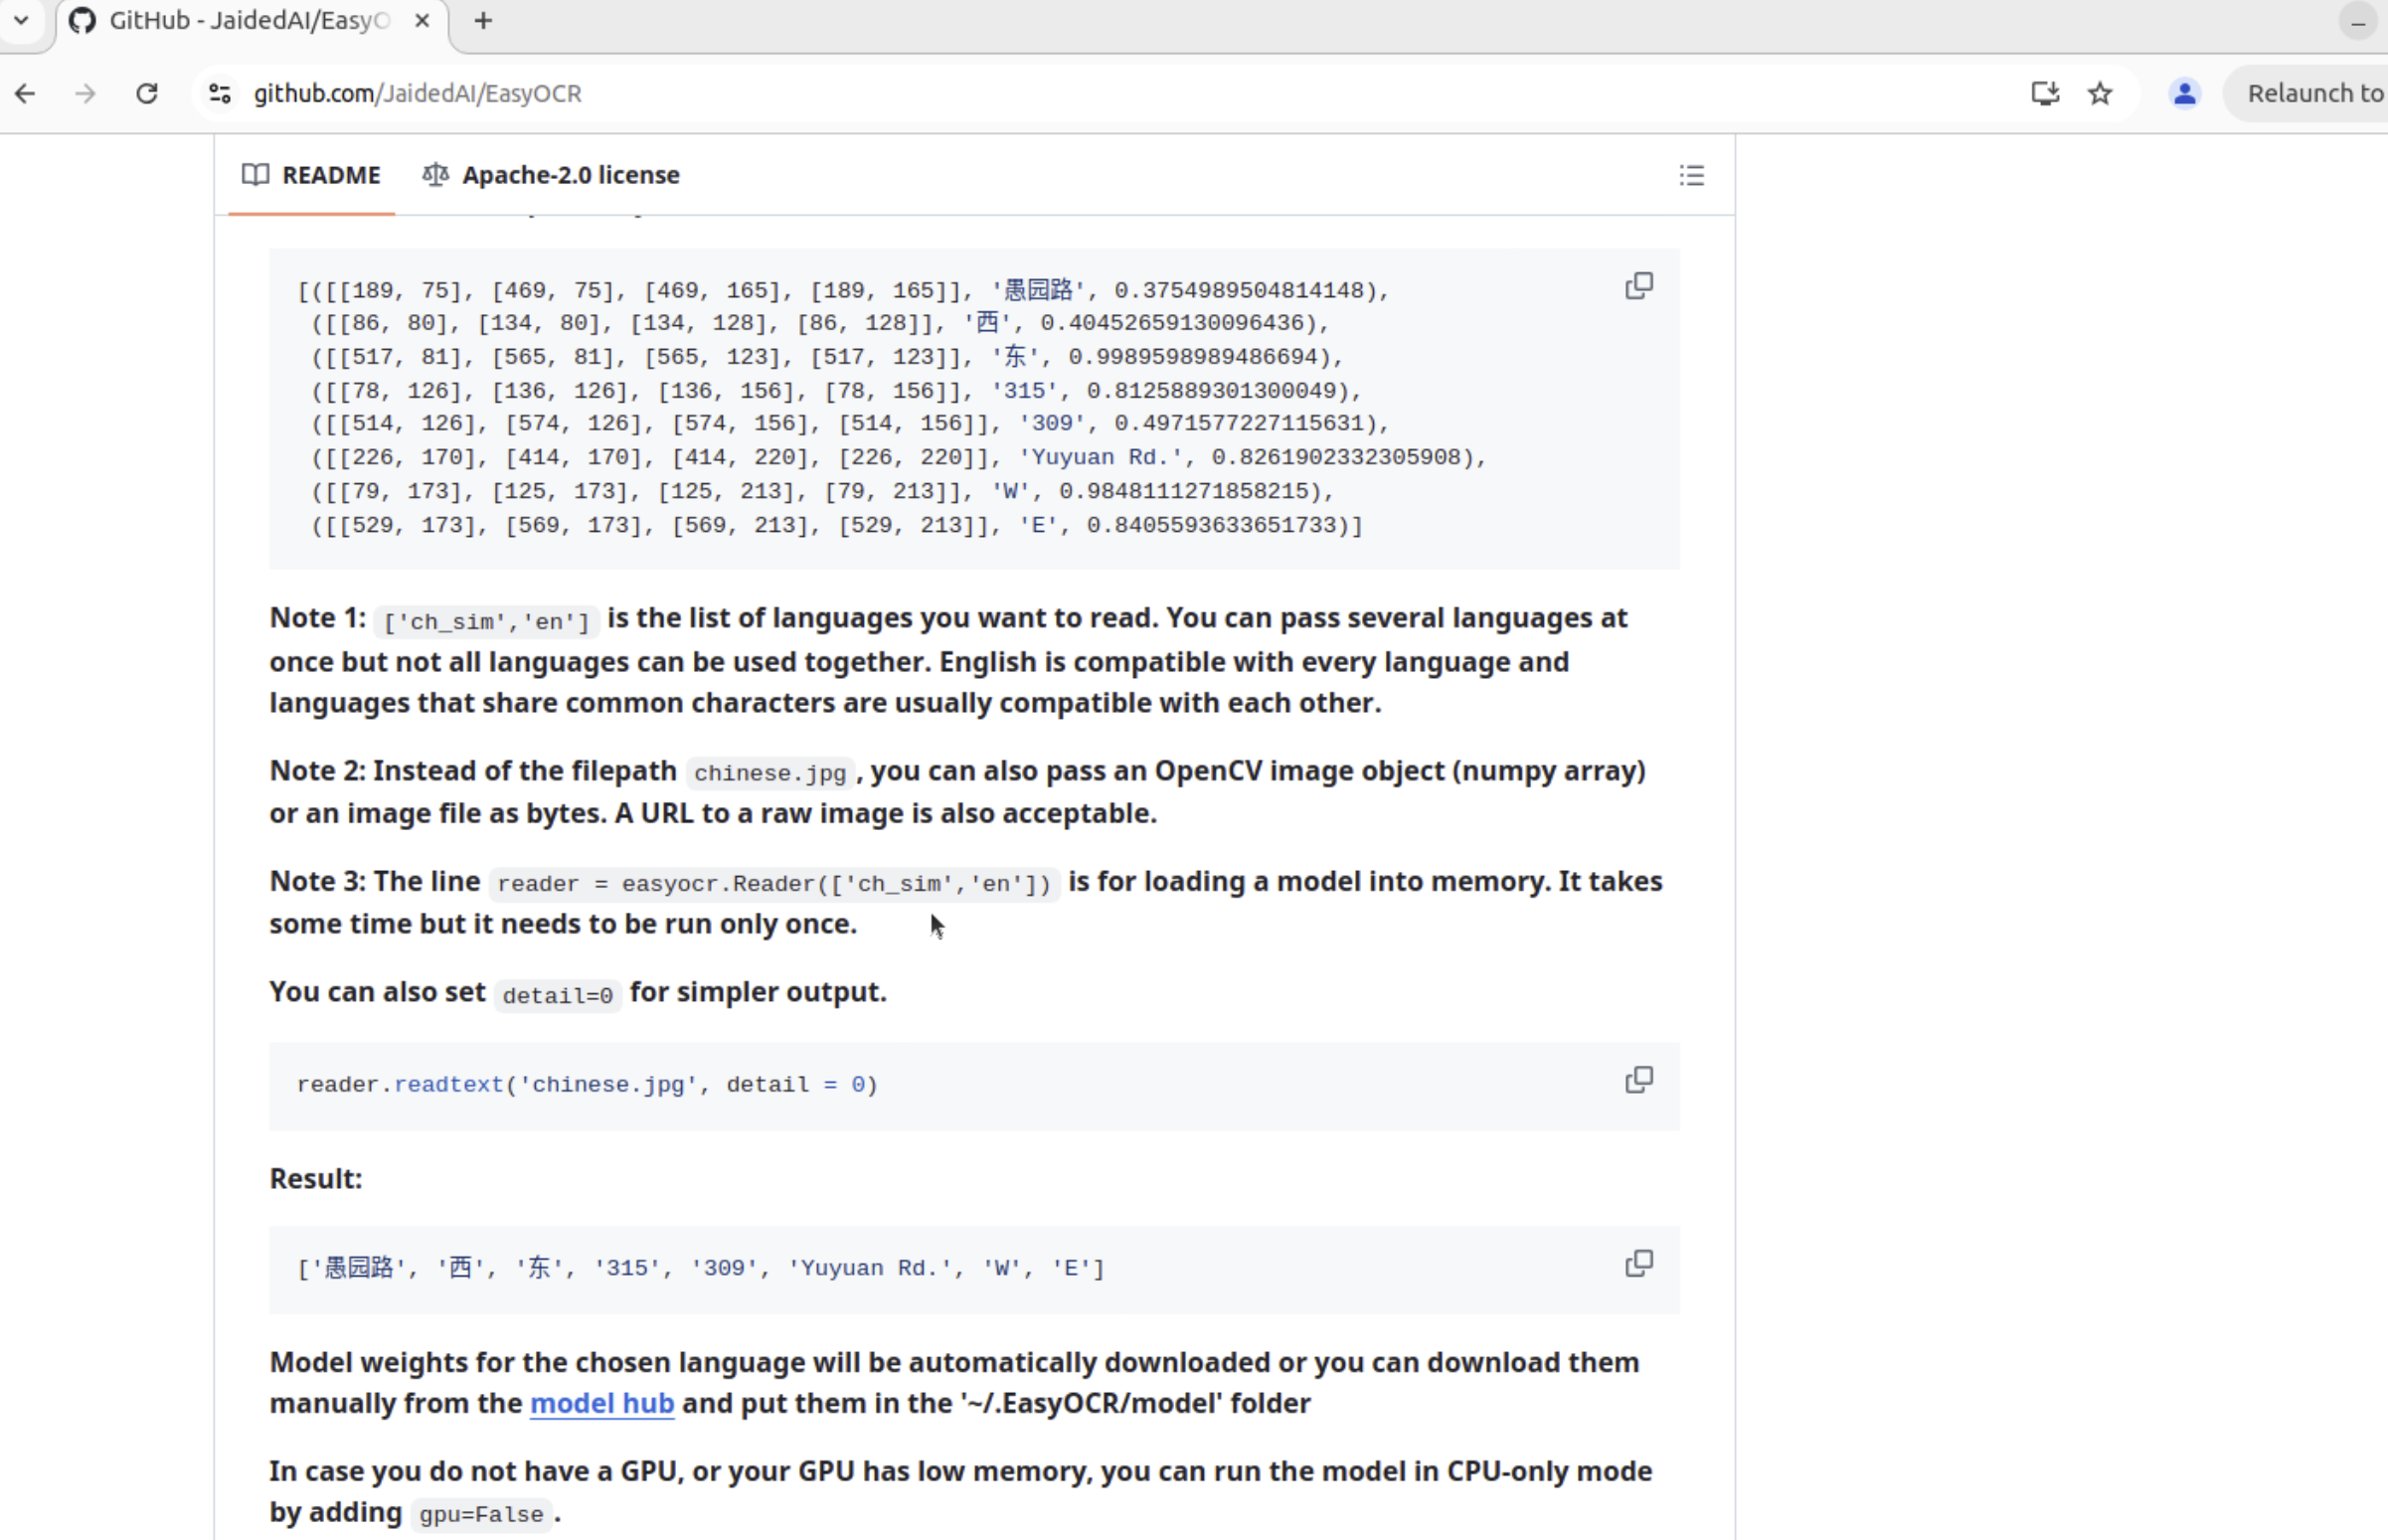 GitHub - JaidedAI/EasyO
github.com/JaidedAI/EasyOCR
Relaunch to
README
Apache-2.0 license
[([[189, 75], [469, 75], [469, 165], [189, 165]], '愚园路', 0.3754989504814148),
([[86, 80], [134, 80], [134, 128], [86, 128]], '西', 0.40452659130096436),
([[517, 81], [565, 81], [565, 123], [517, 123]], '东', 0.9989598989486694),
([[78, 126], [136, 126], [136, 156], [78, 156]], '315', 0.8125889301300049),
([[514, 126], [574, 126], [574, 156], [514, 156]], '309', 0.4971577227115631),
([[226, 170], [414, 170], [414, 220], [226, 220]], 'Yuyuan Rd.', 0.8261902332305908),
([[79, 173], [125, 173], [125, 213], [79, 213]], 'W', 0.9848111271858215),
([[529, 173], [569, 173], [569, 213], [529, 213]], 'E', 0.8405593633651733)]
Note 1: ['ch_sim','en'] is the list of languages you want to read. You can pass several languages at
once but not all languages can be used together. English is compatible with every language and
languages that share common characters are usually compatible with each other.
Note 2: Instead of the filepath chinese.jpg, you can also pass an OpenCV image object (numpy array)
or an image file as bytes. A URL to a raw image is also acceptable.
Note 3: The line reader = easyocr.Reader(['ch_sim','en']) is for loading a model into memory. It takes
some time but it needs to be run only once.
You can also set detail=0 for simpler output.
reader.readtext('chinese.jpg', detail = 0)
Result:
['愚园路', '西', '东', '315', '309', 'Yuyuan Rd.', 'W', 'E']
Model weights for the chosen language will be automatically downloaded or you can download them
manually from the model hub and put them in the '~/.EasyOCR/model' folder
In case you do not have a GPU, or your GPU has low memory, you can run the model in CPU-only mode
by adding gpu=False.